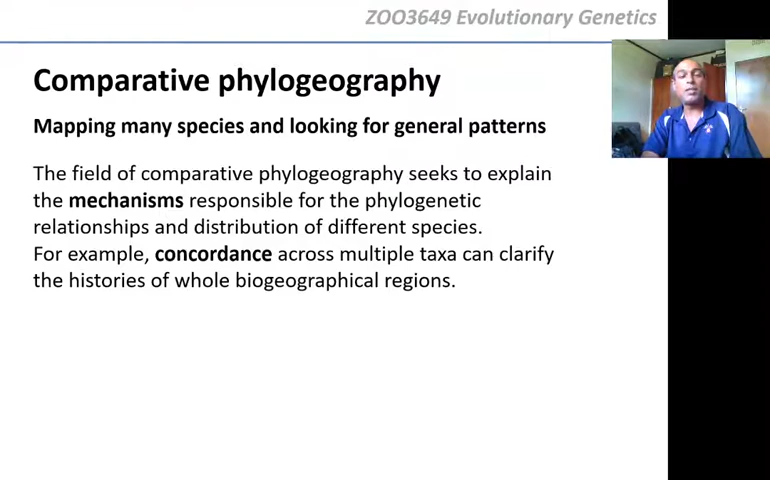 ZOO3649 Evolutionary Genetics
Comparative phylogeography
Mapping many species and looking for general patterns
The field of comparative phylogeography seeks to explain
the mechanisms responsible for the phylogenetic
relationships and distribution of different species.
For example, concordance across multiple taxa can clarify
the histories of whole biogeographical regions.